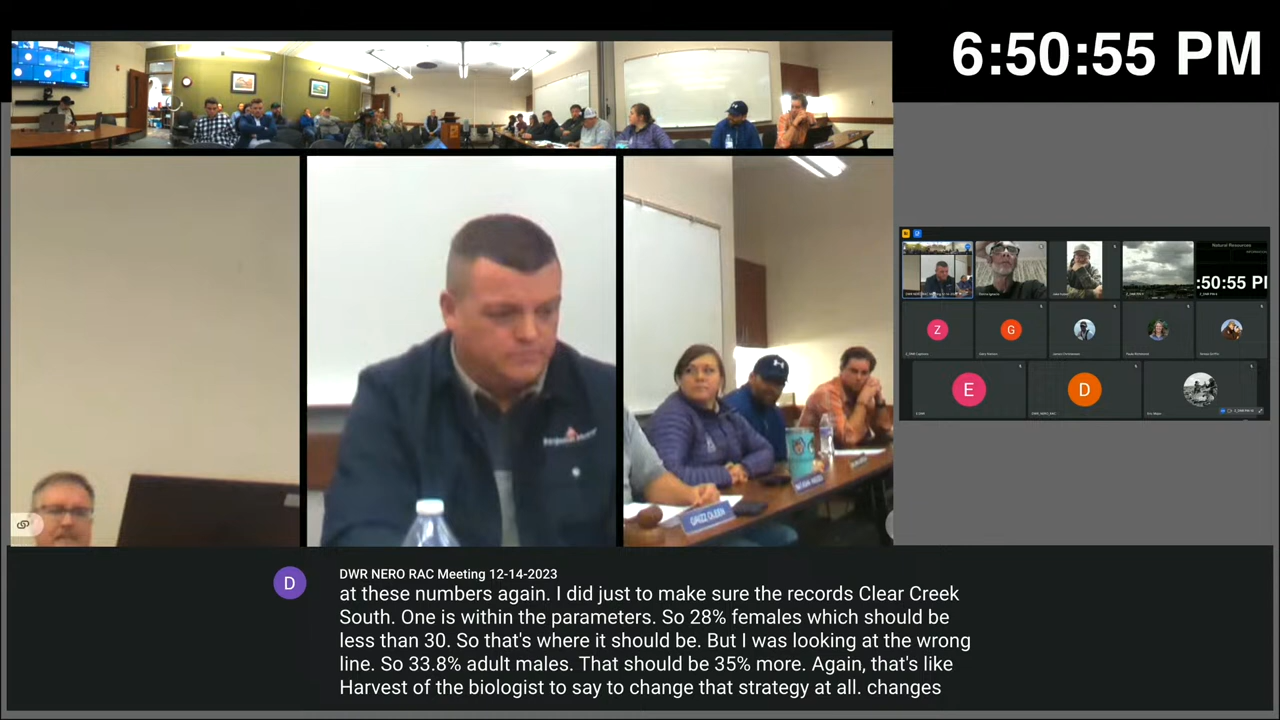 6:50:55 PM
Natural Resources
:50:55 PI
Z
G
E
D
GRIZZ OLEEN
D
DWR NERO RAC Meeting 12-14-2023
at these numbers again. I did just to make sure the records Clear Creek
South. One is within the parameters. So 28% females which should be
less than 30. So that's where it should be. But I was looking at the wrong
line. So 33.8% adult males. That should be 35% more. Again, that's like
Harvest of the biologist to say to change that strategy at all. changes